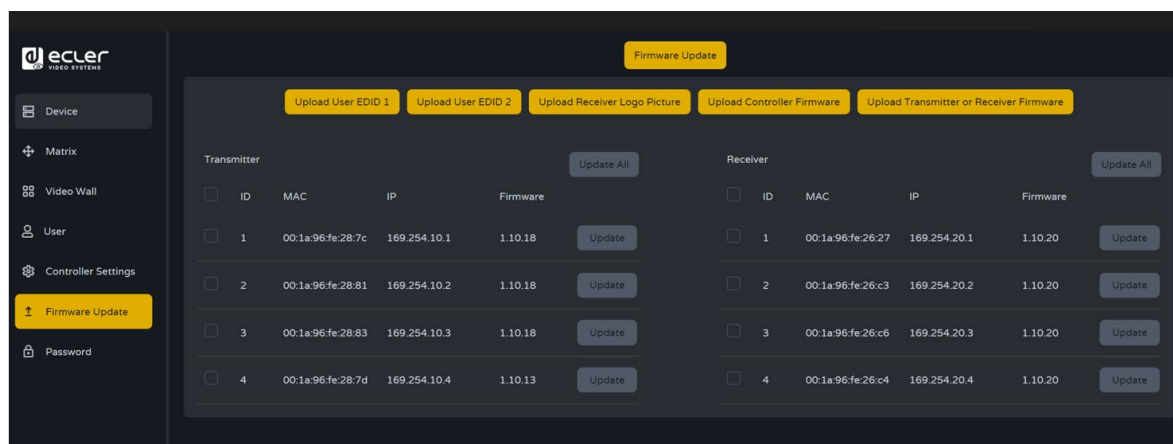 ecler
VIDEO SYSTEMS
Device
Matrix
Video Wall
User
Controller Settings
Firmware Update
Password
Firmware Update
Upload User EDID 1 Upload User EDID 2 Upload Receiver Logo Picture Upload Controller Firmware Upload Transmitter or Receiver Firmware
Transmitter Update All
ID MAC IP Firmware
1 00:1a:96:fe:28:7c 169.254.10.1 1.10.18 Update
2 00:1a:96:fe:28:81 169.254.10.2 1.10.18 Update
3 00:1a:96:fe:28:83 169.254.10.3 1.10.18 Update
4 00:1a:96:fe:28:7d 169.254.10.4 1.10.13 Update
Receiver Update All
ID MAC IP Firmware
1 00:1a:96:fe:26:27 169.254.20.1 1.10.20 Update
2 00:1a:96:fe:26:c3 169.254.20.2 1.10.20 Update
3 00:1a:96:fe:26:c6 169.254.20.3 1.10.20 Update
4 00:1a:96:fe:26:c4 169.254.20.4 1.10.20 Update